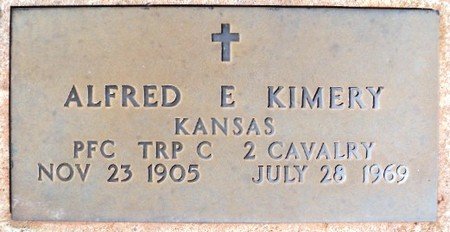 ALFRED E KIMERY
KANSAS
PFC TRP C 2 CAVALRY
NOV 23 1905 JULY 28 1969